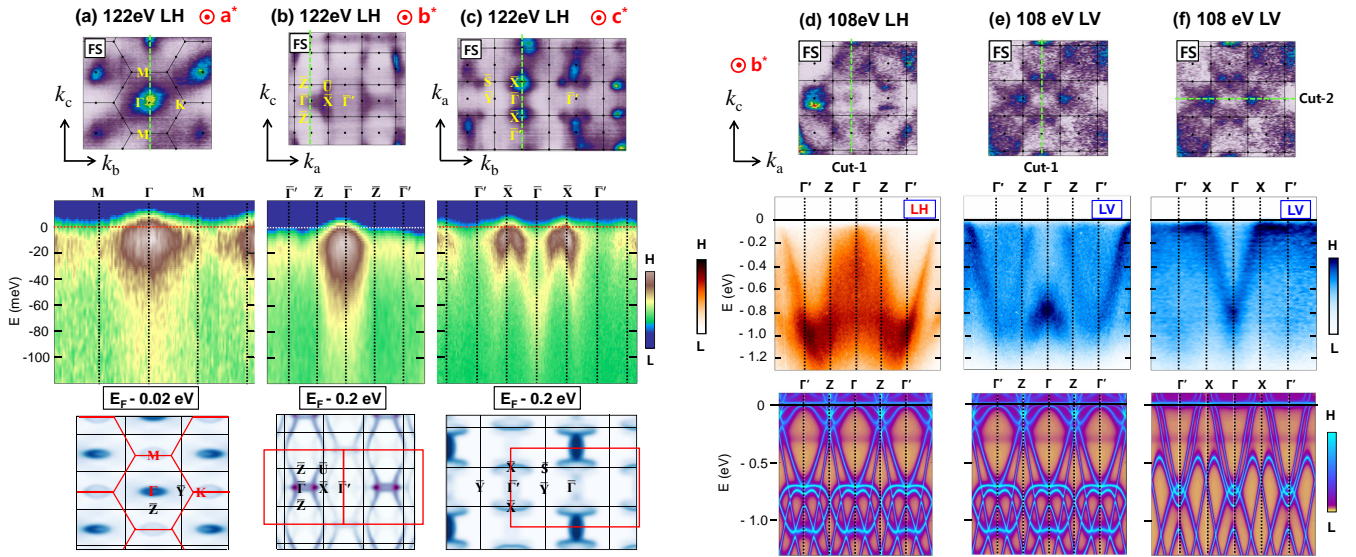 (a) 122eV LH ⊙ a*
FS
M
Γ K
M
k_c
k_b
(b) 122eV LH ⊙ b*
FS
Z̄ Ū
Γ̄ X̄ Γ̄'
Z̄
k_c
k_a
(c) 122eV LH ⊙ c*
FS
S̄ X̄
Ȳ Γ̄ Γ̄'
X̄
Γ̄'
k_a
k_b
M Γ M
Γ̄' Z̄ Γ̄ Z̄ Γ̄'
Γ̄' X̄ Γ̄ X̄ Γ̄'
E (meV)
0
-20
-40
-60
-80
-100
H
L
E_F - 0.02 eV
M
Γ̄ Ȳ K
Z̄
E_F - 0.2 eV
Z̄ Ū
Γ̄ X̄ Γ̄'
Z̄
E_F - 0.2 eV
X̄ S̄
Ȳ Γ̄' Ȳ Γ̄
X̄
⊙ b*
k_c
k_a
(d) 108eV LH
FS
Cut-1
(e) 108 eV LV
FS
Cut-1
(f) 108 eV LV
FS
Cut-2
Γ' Z Γ Z Γ'
LH
Γ' Z Γ Z Γ'
LV
Γ' X Γ X Γ'
LV
H
L
E (eV)
0
- 0.2
- 0.4
- 0.6
- 0.8
- 1.0
- 1.2
H
L
Γ' Z Γ Z Γ'
Γ' Z Γ Z Γ'
Γ' X Γ X Γ'
E (eV)
0
-0.5
- 1.0
H
L